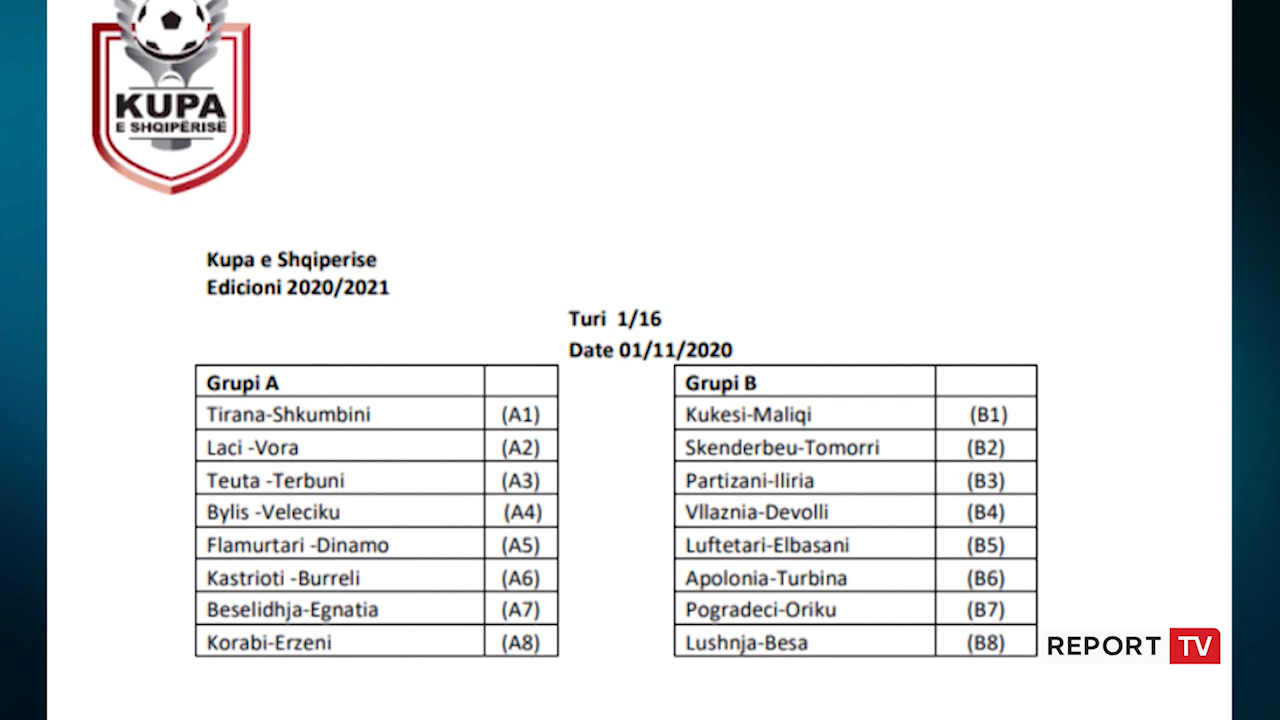 KUPA
E SHQIPËRISË
Kupa e Shqiperise
Edicioni 2020/2021
Turi 1/16
Date 01/11/2020
Grupi A
Tirana-Shkumbini (A1)
Laci -Vora (A2)
Teuta -Terbuni (A3)
Bylis -Veleciku (A4)
Flamurtari -Dinamo (A5)
Kastrioti -Burreli (A6)
Beselidhja-Egnatia (A7)
Korabi-Erzeni (A8)
Grupi B
Kukesi-Maliqi (B1)
Skenderbeu-Tomorri (B2)
Partizani-Iliria (B3)
Vllaznia-Devolli (B4)
Luftetari-Elbasani (B5)
Apolonia-Turbina (B6)
Pogradeci-Oriku (B7)
Lushnja-Besa (B8)
REPORT TV